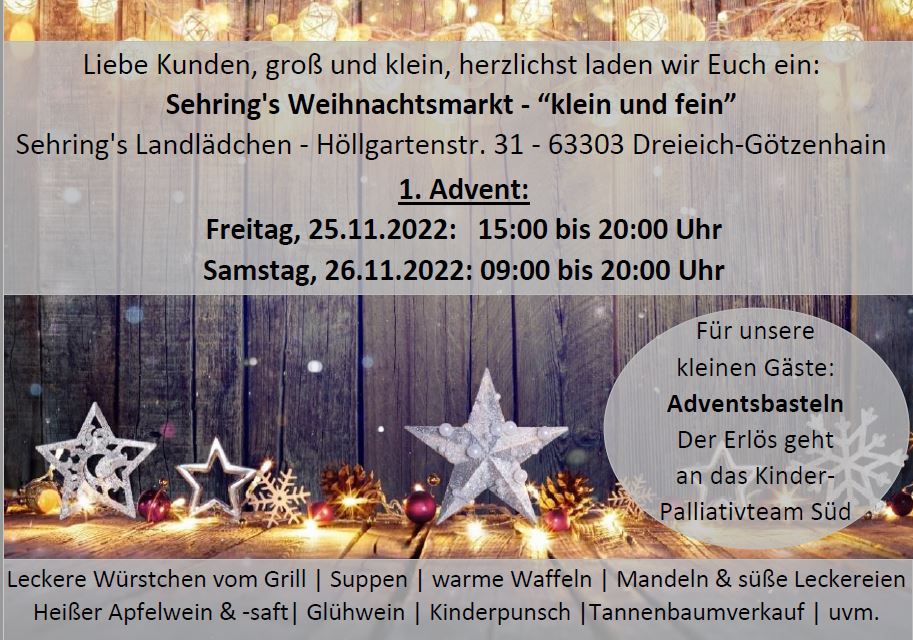 Liebe Kunden, groß und klein, herzlichst laden wir Euch ein:
Sehring's Weihnachtsmarkt - “klein und fein”
Sehring's Landlädchen - Höllgartenstr. 31 - 63303 Dreieich-Götzenhain
1. Advent:
Freitag, 25.11.2022: 15:00 bis 20:00 Uhr
Samstag, 26.11.2022: 09:00 bis 20:00 Uhr
Für unsere
kleinen Gäste:
Adventsbasteln
Der Erlös geht
an das Kinder-
Palliativteam Süd
Leckere Würstchen vom Grill | Suppen | warme Waffeln | Mandeln & süße Leckereien
Heißer Apfelwein & -saft| Glühwein | Kinderpunsch |Tannenbaumverkauf | uvm.